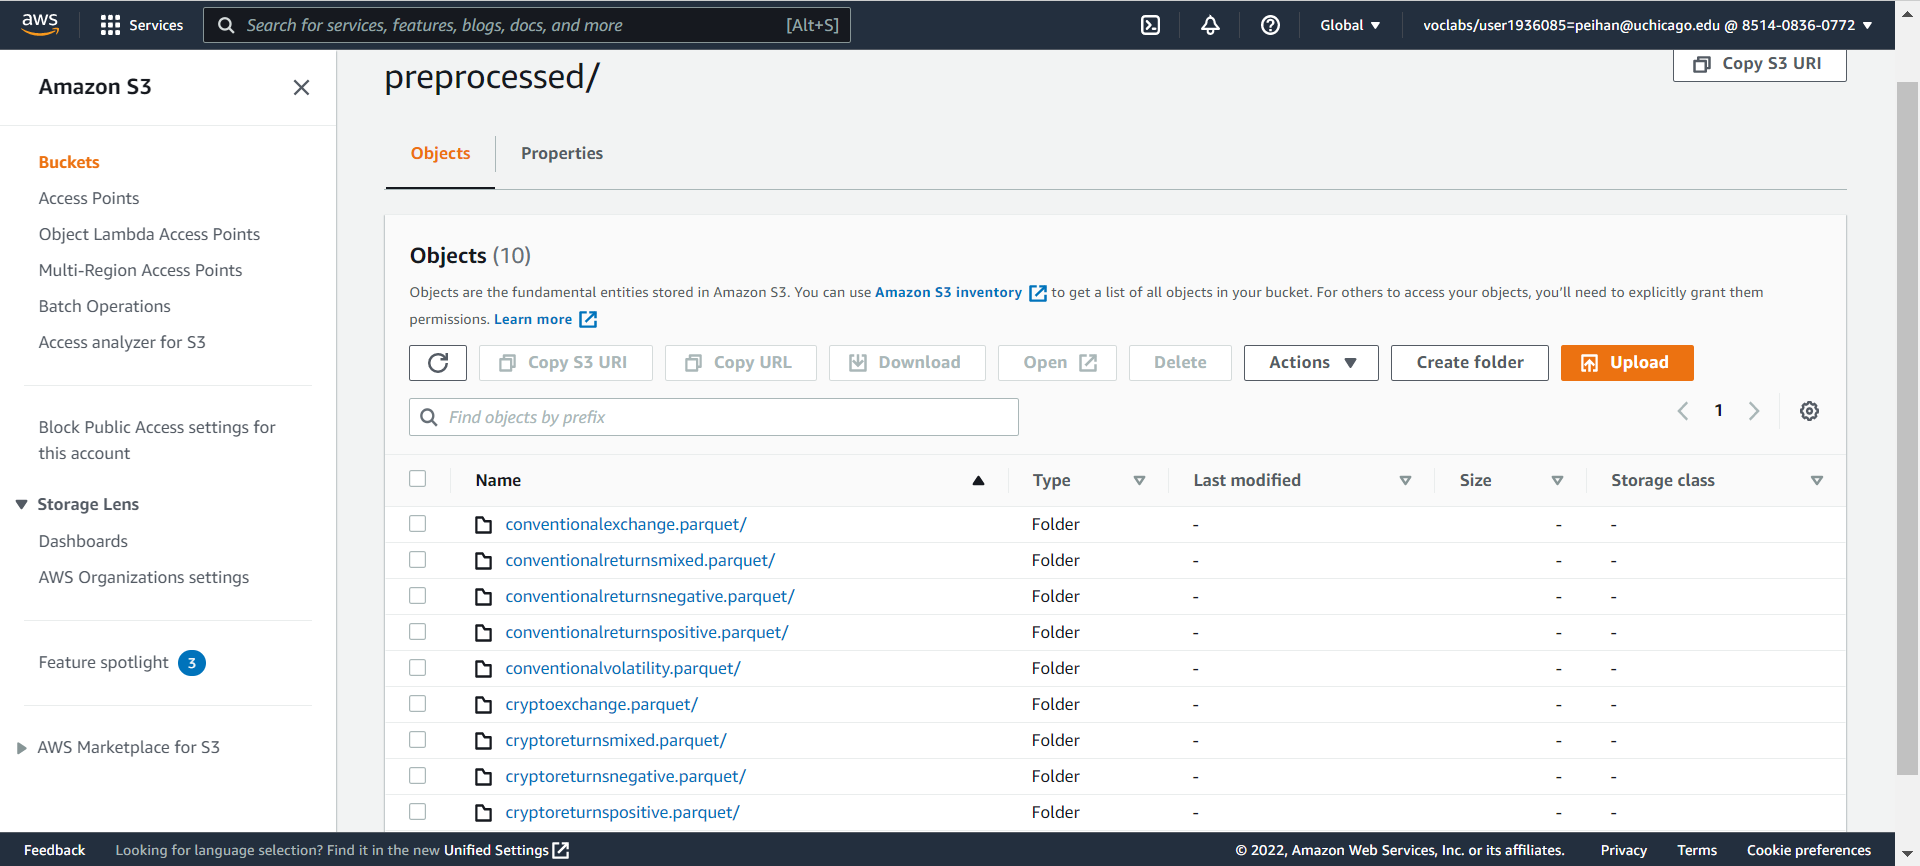 aws
Services
Search for services, features, blogs, docs, and more
[Alt+S]
Global
voclabs/user1936085=peihan@uchicago.edu @ 8514-0836-0772
Amazon S3
Buckets
Access Points
Object Lambda Access Points
Multi-Region Access Points
Batch Operations
Access analyzer for S3
Block Public Access settings for
this account
Storage Lens
Dashboards
AWS Organizations settings
Feature spotlight 3
AWS Marketplace for S3
preprocessed/
Copy S3 URI
Objects
Properties
Objects (10)
Objects are the fundamental entities stored in Amazon S3. You can use Amazon S3 inventory to get a list of all objects in your bucket. For others to access your objects, you'll need to explicitly grant them
permissions. Learn more
Copy S3 URI
Copy URL
Download
Open
Delete
Actions
Create folder
Upload
Find objects by prefix
1
Name Type Last modified Size Storage class
conventionalexchange.parquet/ Folder - - -
conventionalreturnsmixed.parquet/ Folder - - -
conventionalreturnsnegative.parquet/ Folder - - -
conventionalreturnspositive.parquet/ Folder - - -
conventionalvolatility.parquet/ Folder - - -
cryptoexchange.parquet/ Folder - - -
cryptoreturnsmixed.parquet/ Folder - - -
cryptoreturnsnegative.parquet/ Folder - - -
cryptoreturnspositive.parquet/ Folder - - -
Feedback
Looking for language selection? Find it in the new Unified Settings
© 2022, Amazon Web Services, Inc. or its affiliates.
Privacy
Terms
Cookie preferences